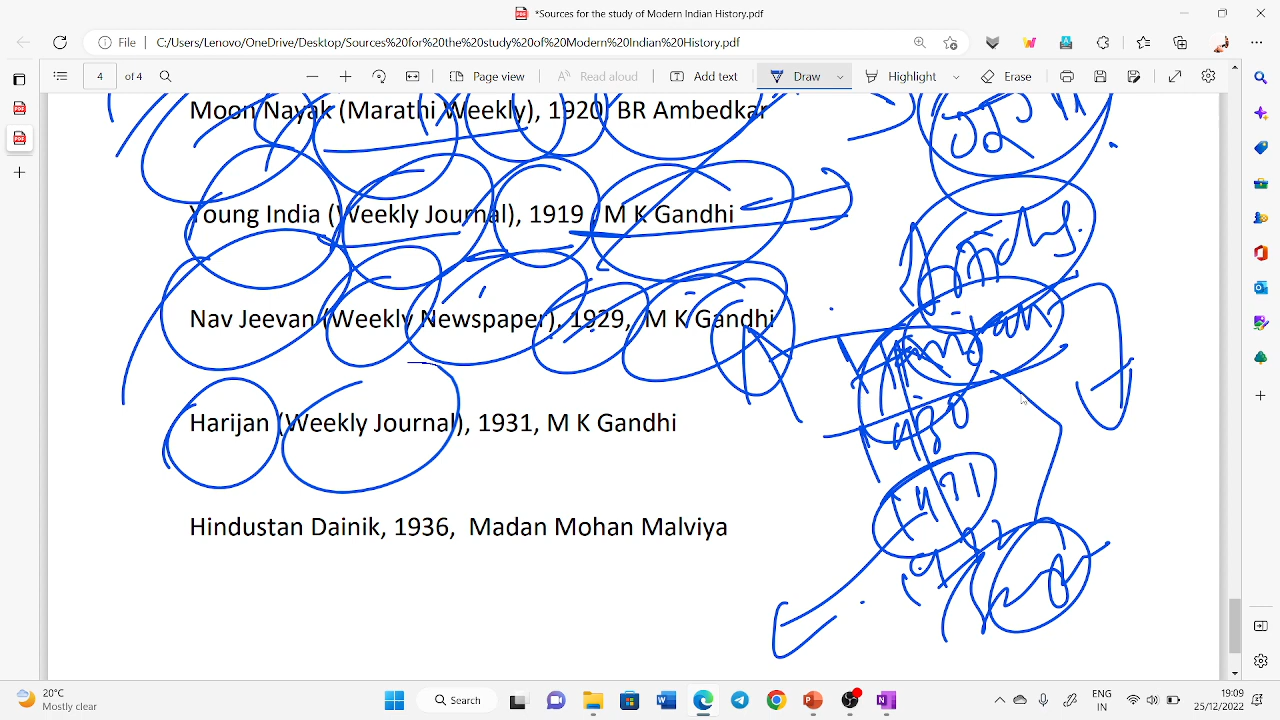 *Sources for the study of Modern Indian History.pdf
File C:/Users/Lenovo/OneDrive/Desktop/Sources%20for%20the%20study%20of%20Modern%20Indian%20History.pdf
4 of 4 Page view Read aloud Add text Draw Highlight Erase
Moon Nayak (Marathi Weekly), 1920, BR Ambedkar
Young India (Weekly Journal), 1919 , M K Gandhi
Nav Jeevan (Weekly Newspaper), 1929, M K Gandhi
Harijan (Weekly Journal), 1931, M K Gandhi
Hindustan Dainik, 1936, Madan Mohan Malviya
20°C
Mostly clear
Search
ENG
IN
19:09
25/12/2022